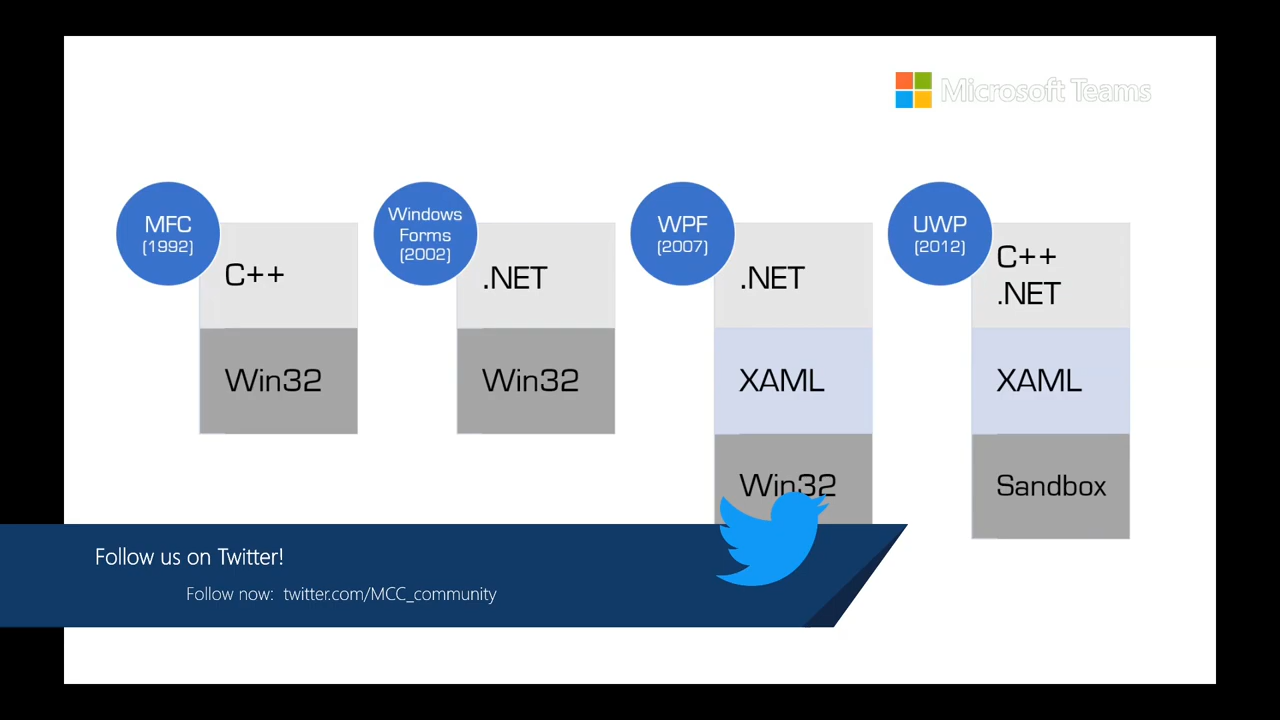 Microsoft Teams
MFC
(1992)
C++
Win32
Windows
Forms
(2002)
.NET
Win32
WPF
(2007)
.NET
XAML
Win32
UWP
(2012)
C++
.NET
XAML
Sandbox
Follow us on Twitter!
Follow now: twitter.com/MCC_community